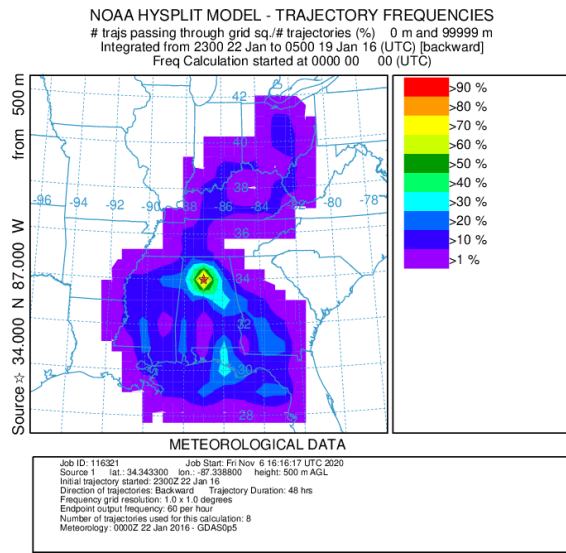 NOAA HYSPLIT MODEL - TRAJECTORY FREQUENCIES
# trajs passing through grid sq./# trajectories (%) 0 m and 99999 m
Integrated from 2300 22 Jan to 0500 19 Jan 16 (UTC) [backward]
Freq Calculation started at 0000 00 00 (UTC)
Source ☆ 34.000 N 87.000 W from 500 m
42
40
38
-96 -94 -92 -90 -88 -86 -84 -82 -80 -78
36
34
32
30
28
>90 %
>80 %
>70 %
>60 %
>50 %
>40 %
>30 %
>20 %
>10 %
>1 %
METEOROLOGICAL DATA
Job ID: 116321 Job Start: Fri Nov 6 16:16:17 UTC 2020
Source 1 lat.: 34.343300 lon.: -87.338800 height: 500 m AGL
Initial trajectory started: 2300Z 22 Jan 16
Direction of trajectories: Backward Trajectory Duration: 48 hrs
Frequency grid resolution: 1.0 x 1.0 degrees
Endpoint output frequency: 60 per hour
Number of trajectories used for this calculation: 8
Meteorology: 0000Z 22 Jan 2016 - GDAS0p5